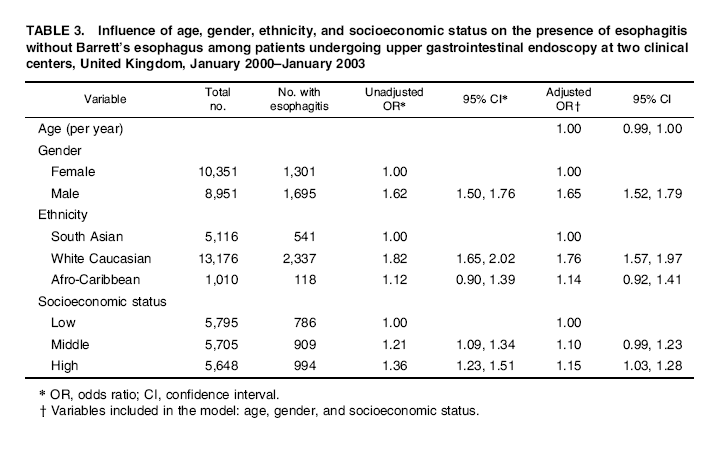 TABLE 3. Influence of age, gender, ethnicity, and socioeconomic status on the presence of esophagitis
without Barrett's esophagus among patients undergoing upper gastrointestinal endoscopy at two clinical
centers, United Kingdom, January 2000–January 2003
Variable Total no. No. with esophagitis Unadjusted OR* 95% CI* Adjusted OR† 95% CI
Age (per year) 1.00 0.99, 1.00
Gender
Female 10,351 1,301 1.00 1.00
Male 8,951 1,695 1.62 1.50, 1.76 1.65 1.52, 1.79
Ethnicity
South Asian 5,116 541 1.00 1.00
White Caucasian 13,176 2,337 1.82 1.65, 2.02 1.76 1.57, 1.97
Afro-Caribbean 1,010 118 1.12 0.90, 1.39 1.14 0.92, 1.41
Socioeconomic status
Low 5,795 786 1.00 1.00
Middle 5,705 909 1.21 1.09, 1.34 1.10 0.99, 1.23
High 5,648 994 1.36 1.23, 1.51 1.15 1.03, 1.28
* OR, odds ratio; CI, confidence interval.
† Variables included in the model: age, gender, and socioeconomic status.